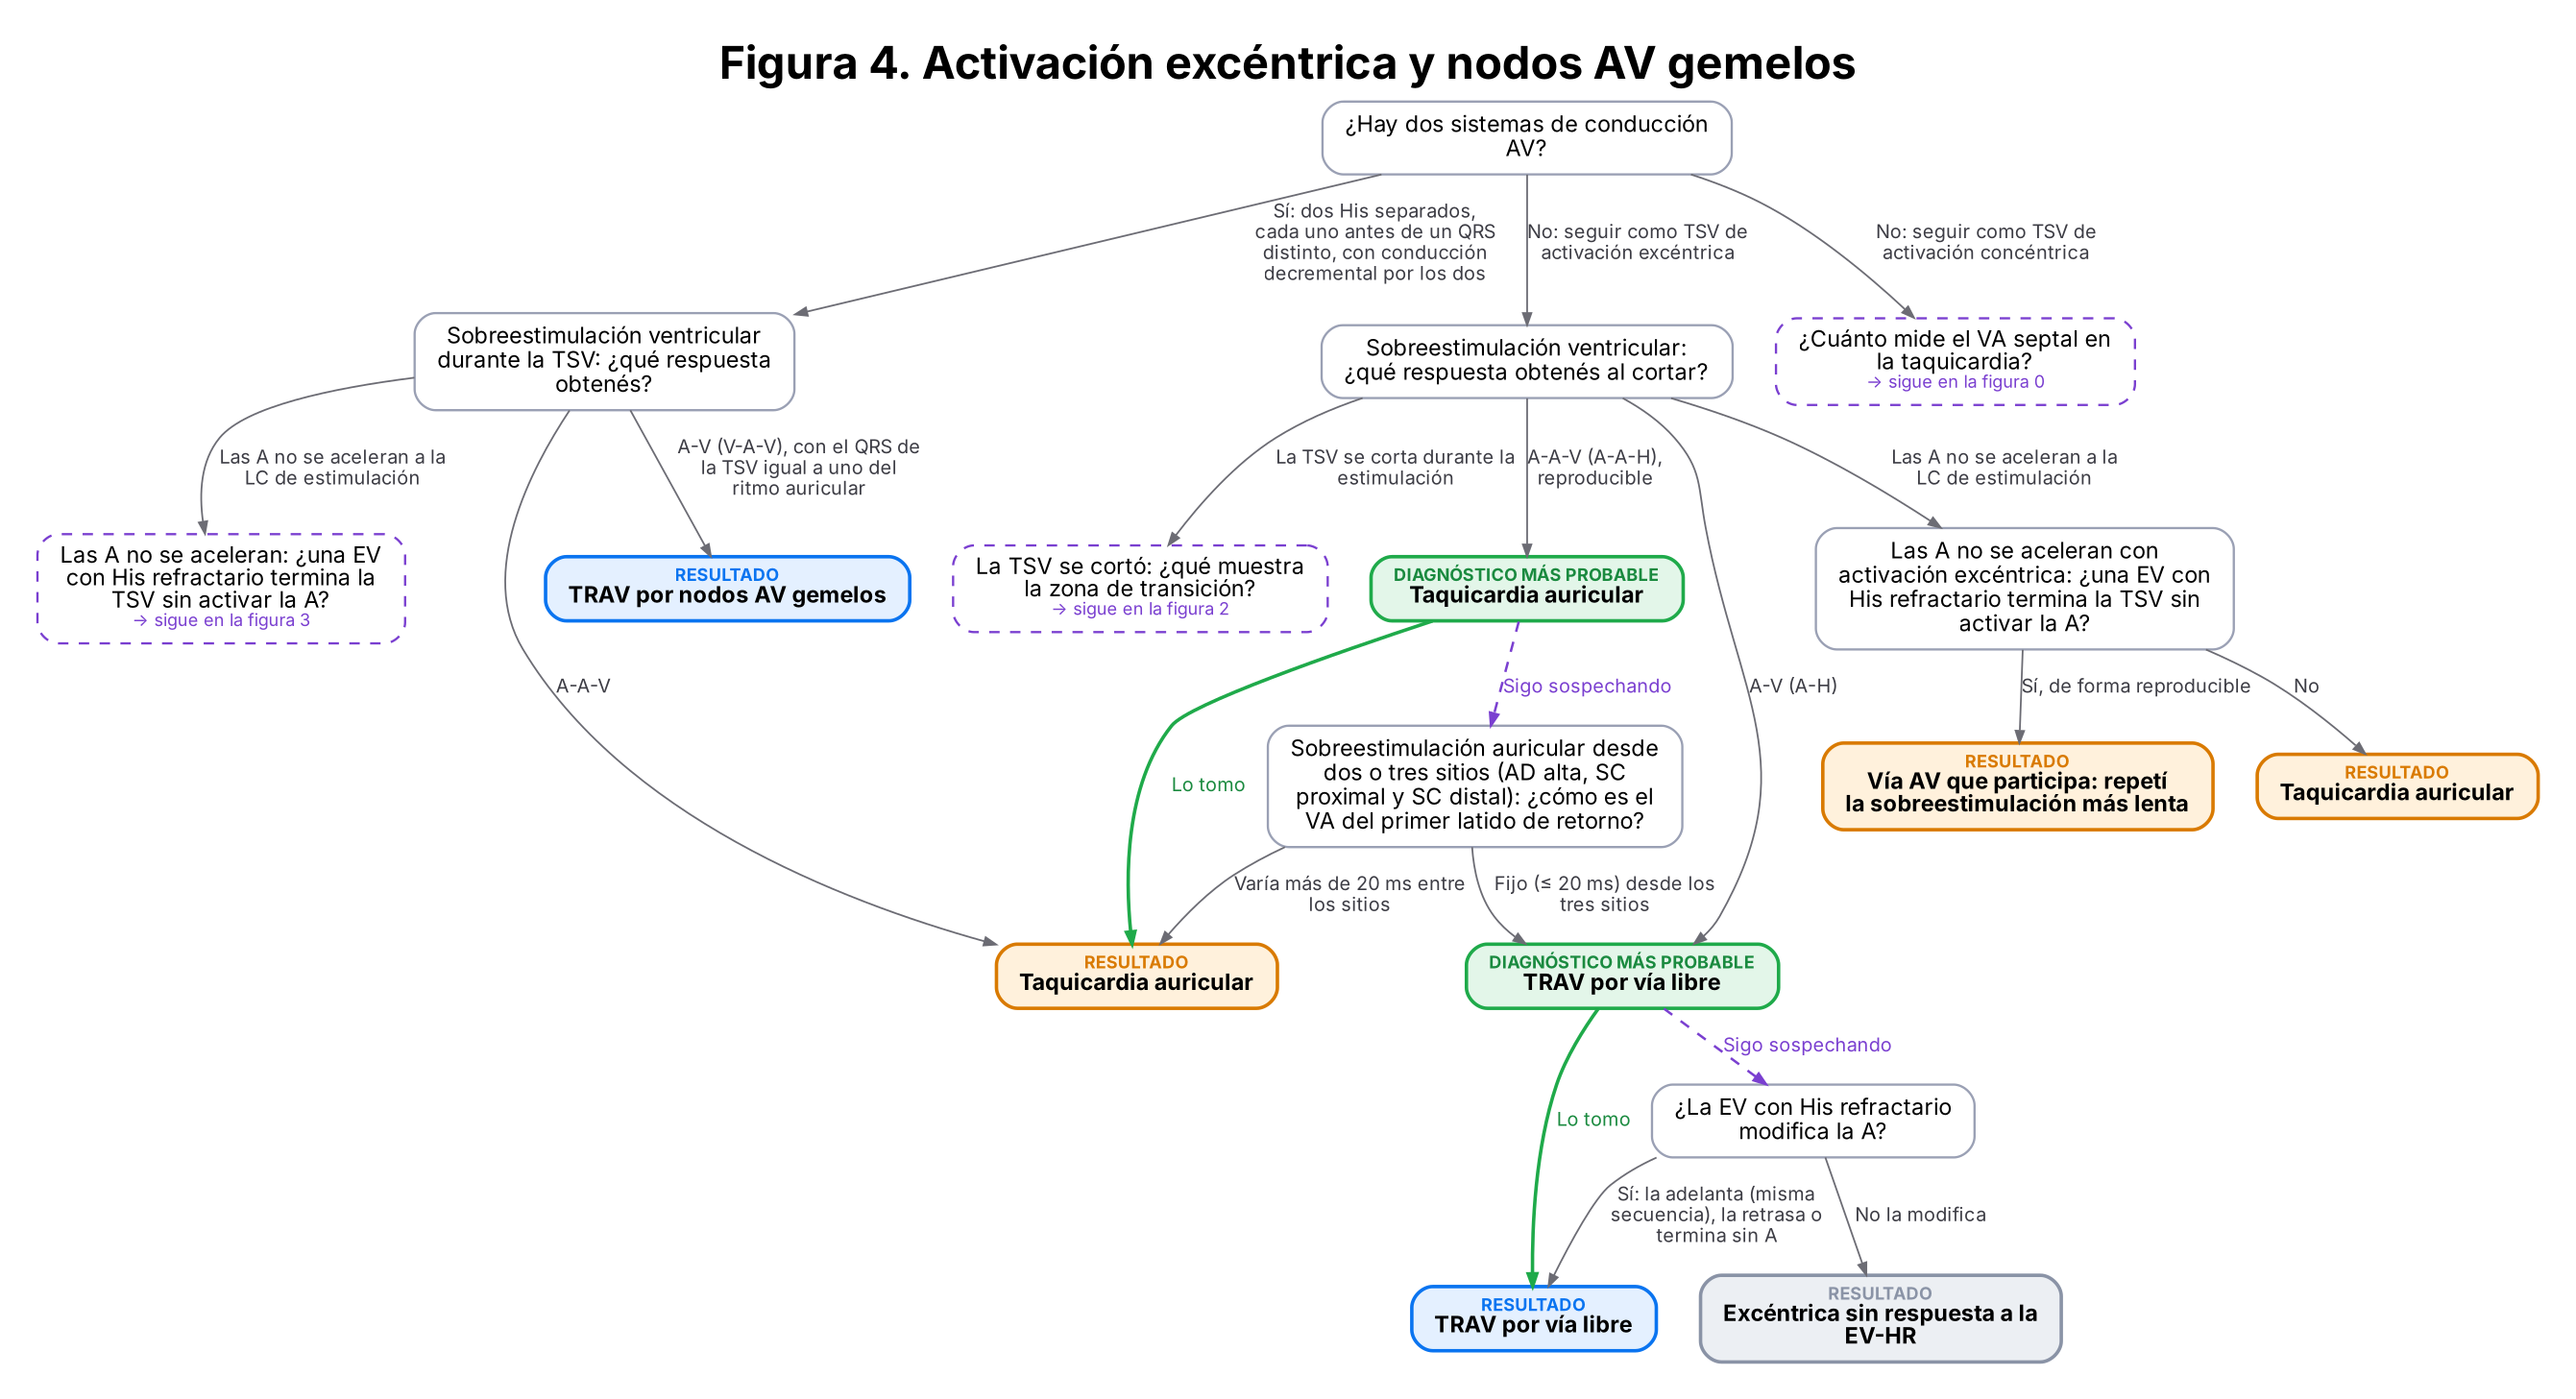 Figura 4. Activación excéntrica y nodos AV gemelos
¿Hay dos sistemas de conducción
AV?
Sí: dos His separados,
cada uno antes de un QRS
distinto, con conducción
decremental por los dos
No: seguir como TSV de
activación excéntrica
No: seguir como TSV de
activación concéntrica
Sobreestimulación ventricular
durante la TSV: ¿qué respuesta
obtenés?
Sobreestimulación ventricular:
¿qué respuesta obtenés al cortar?
¿Cuánto mide el VA septal en
la taquicardia?
→ sigue en la figura 0
Las A no se aceleran a la
LC de estimulación
A-V (V-A-V), con el QRS de
la TSV igual a uno del
ritmo auricular
La TSV se corta durante la
estimulación
A-A-V (A-A-H),
reproducible
Las A no se aceleran a la
LC de estimulación
Las A no se aceleran: ¿una EV
con His refractario termina la
TSV sin activar la A?
→ sigue en la figura 3
RESULTADO
TRAV por nodos AV gemelos
La TSV se cortó: ¿qué muestra
la zona de transición?
→ sigue en la figura 2
DIAGNÓSTICO MÁS PROBABLE
Taquicardia auricular
Las A no se aceleran con
activación excéntrica: ¿una EV con
His refractario termina la TSV sin
activar la A?
A-A-V
Sigo sospechando
A-V (A-H)
Sí, de forma reproducible
No
Lo tomo
Sobreestimulación auricular desde
dos o tres sitios (AD alta, SC
proximal y SC distal): ¿cómo es el
VA del primer latido de retorno?
RESULTADO
Vía AV que participa: repetí
la sobreestimulación más lenta
RESULTADO
Taquicardia auricular
Varía más de 20 ms entre
los sitios
Fijo (≤ 20 ms) desde los
tres sitios
RESULTADO
Taquicardia auricular
DIAGNÓSTICO MÁS PROBABLE
TRAV por vía libre
Sigo sospechando
Lo tomo
¿La EV con His refractario
modifica la A?
Sí: la adelanta (misma
secuencia), la retrasa o
termina sin A
No la modifica
RESULTADO
TRAV por vía libre
RESULTADO
Excéntrica sin respuesta a la
EV-HR